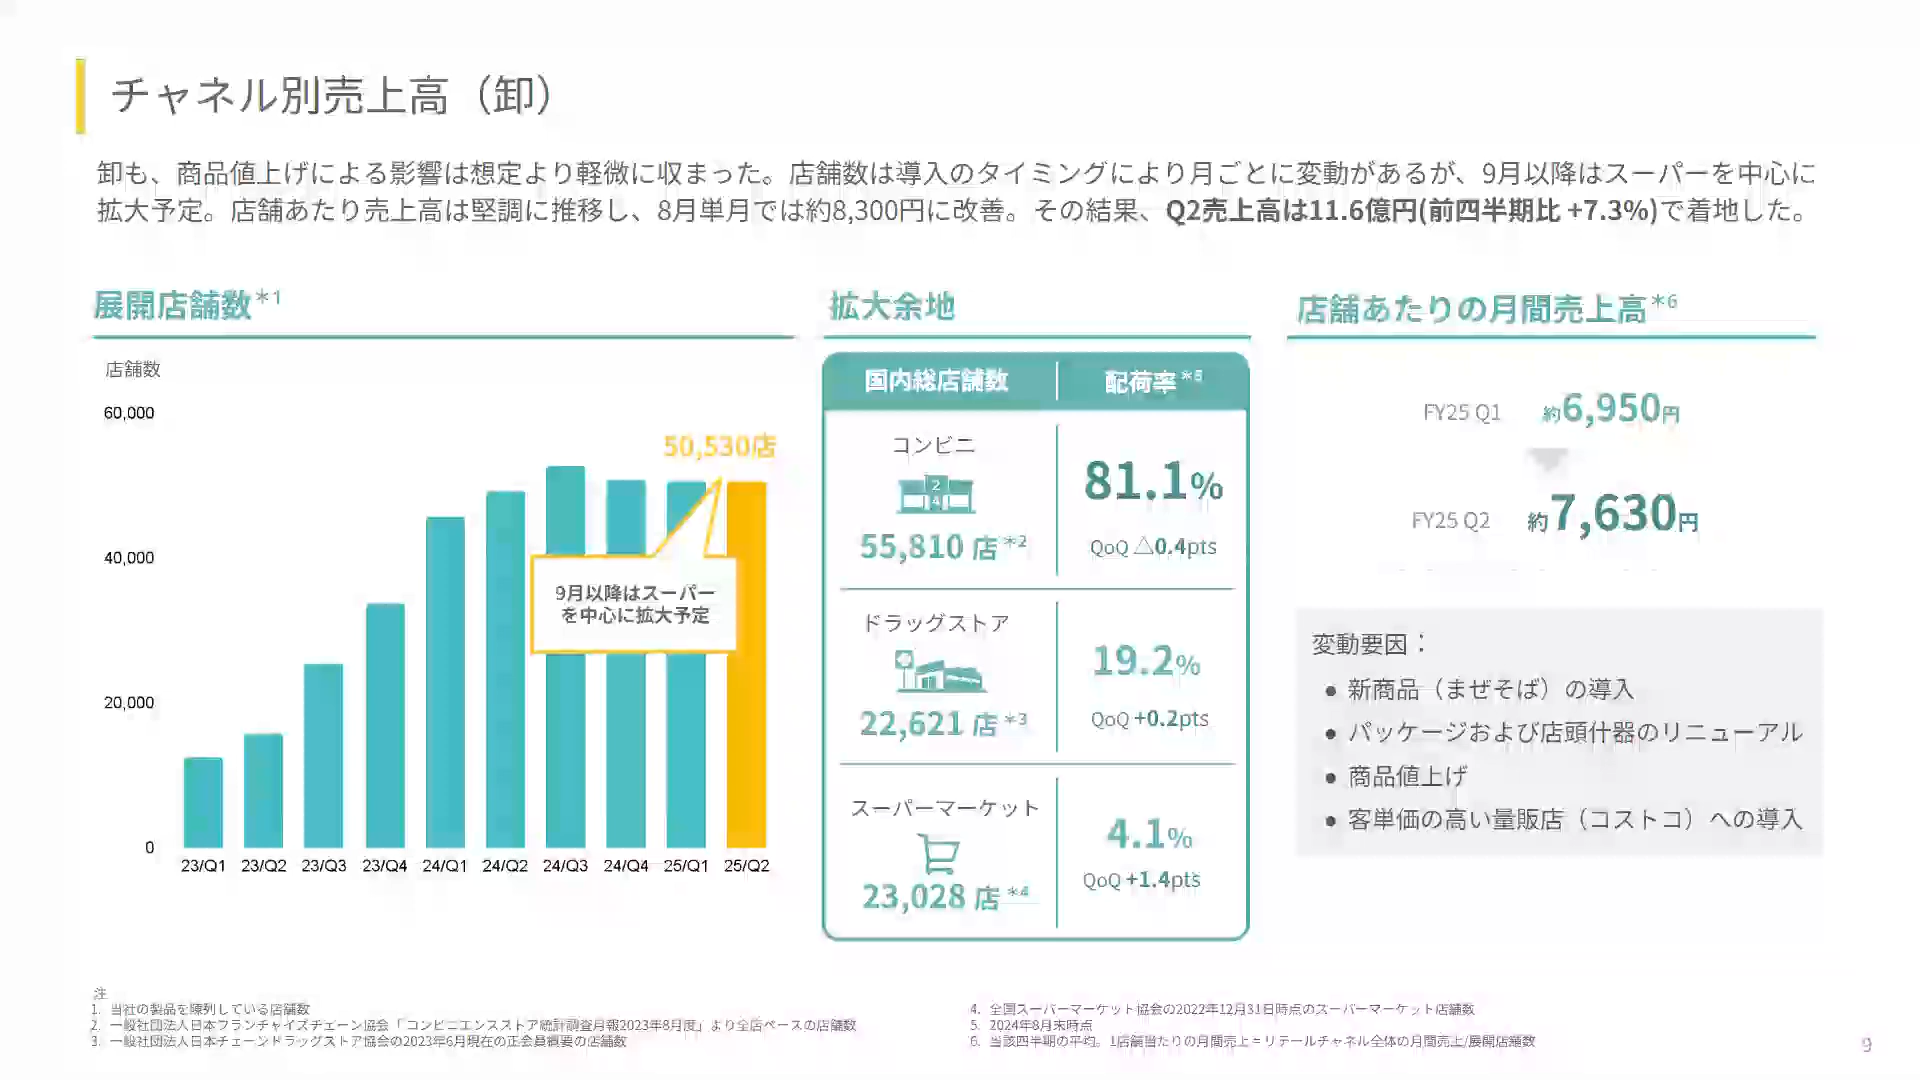 チャネル別売上高（卸）
卸も、商品値上げによる影響は想定より軽微に収まった。店舗数は導入のタイミングにより月ごとに変動があるが、9月以降はスーパーを中心に
拡大予定。店舗あたり売上高は堅調に推移し、8月単月では約8,300円に改善。その結果、Q2売上高は11.6億円(前四半期比 +7.3%)で着地した。
展開店舗数＊1
店舗数
60,000
40,000
20,000
0
50,530店
9月以降はスーパー
を中心に拡大予定
23/Q1 23/Q2 23/Q3 23/Q4 24/Q1 24/Q2 24/Q3 24/Q4 25/Q1 25/Q2
拡大余地
国内総店舗数 配荷率＊5
コンビニ
24
55,810 店＊2
81.1%
QoQ △0.4pts
ドラッグストア
22,621 店＊3
19.2%
QoQ +0.2pts
スーパーマーケット
23,028 店＊4
4.1%
QoQ +1.4pts
店舗あたりの月間売上高＊6
FY25 Q1 約6,950円
FY25 Q2 約7,630円
変動要因：
● 新商品（まぜそば）の導入
● パッケージおよび店頭什器のリニューアル
● 商品値上げ
● 客単価の高い量販店（コストコ）への導入
注
1. 当社の製品を陳列している店舗数
2. 一般社団法人日本フランチャイズチェーン協会「コンビニエンスストア統計調査月報2023年8月度」より全店ベースの店舗数
3. 一般社団法人日本チェーンドラッグストア協会の2023年6月現在の正会員概要の店舗数
4. 全国スーパーマーケット協会の2022年12月31日時点のスーパーマーケット店舗数
5. 2024年8月末時点
6. 当該四半期の平均。1店舗当たりの月間売上＝リテールチャネル全体の月間売上/展開店舗数
9